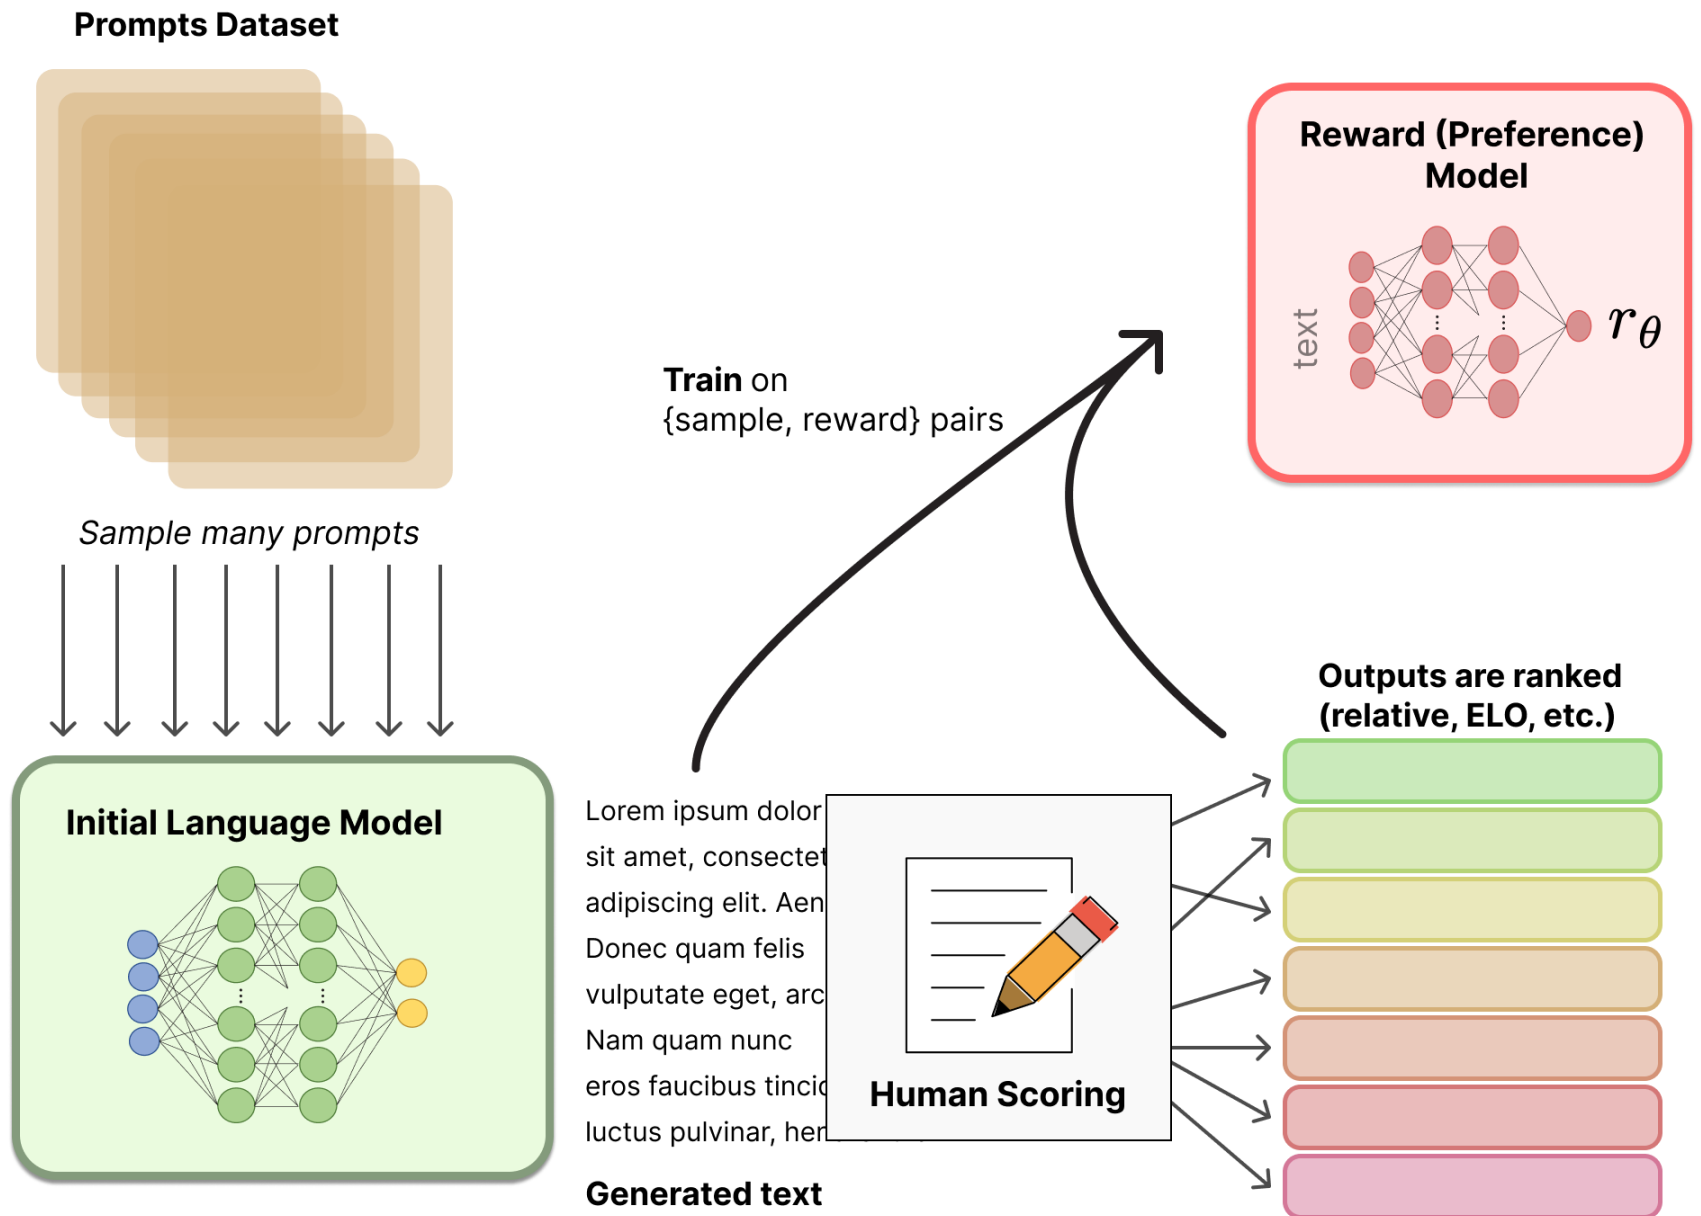 Prompts Dataset
Sample many prompts
Initial Language Model
Train on
{sample, reward} pairs
Reward (Preference)
Model
text
rθ
Lorem ipsum dolor
sit amet, consectet
adipiscing elit. Aen
Donec quam felis
vulputate eget, arc
Nam quam nunc
eros faucibus tincid
luctus pulvinar, her
Generated text
Human Scoring
Outputs are ranked
(relative, ELO, etc.)